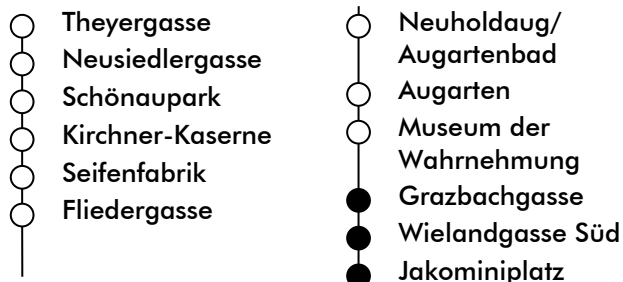 Theyergasse
Neusiedlergasse
Schönaupark
Kirchner-Kaserne
Seifenfabrik
Fliedergasse
Neuholdaug/
Augartenbad
Augarten
Museum der
Wahrnehmung
Grazbachgasse
Wielandgasse Süd
Jakominiplatz